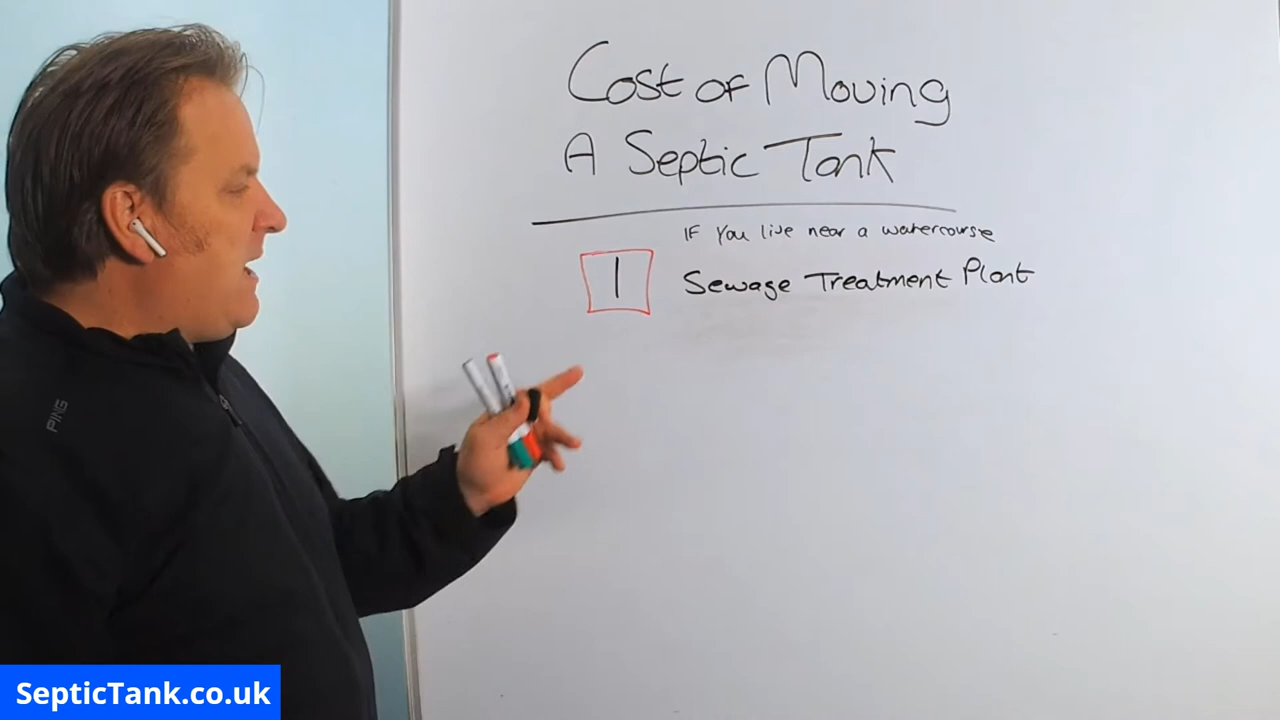 Cost of Moving
A Septic Tank
IF You live near a watercourse
1 Sewage Treatment Plant
PING
SepticTank.co.uk